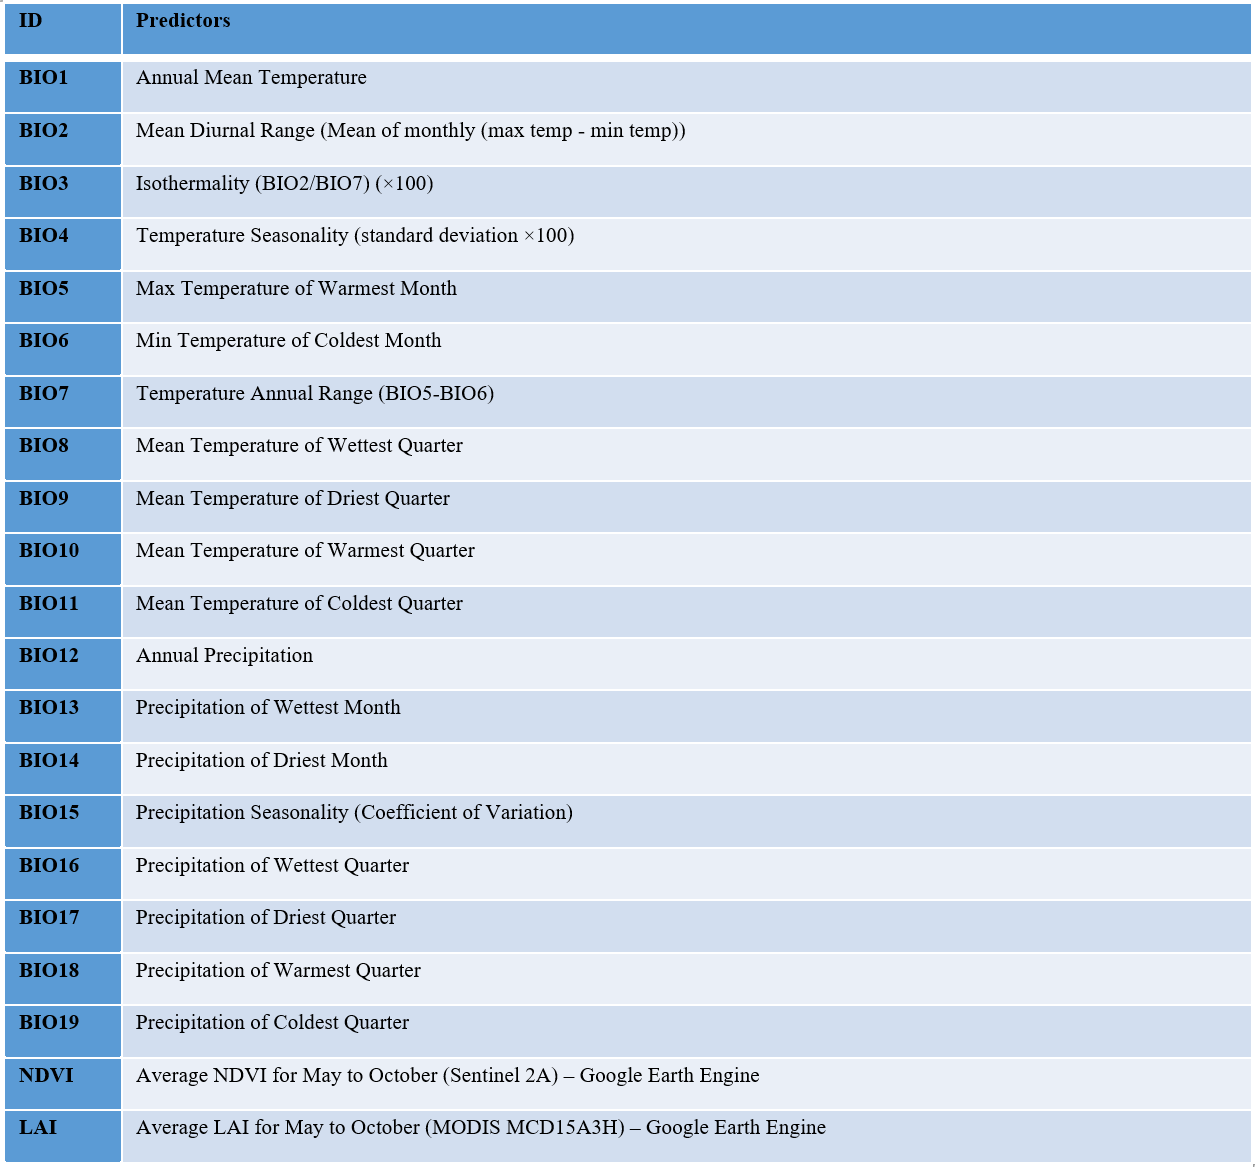 ID Predictors
BIO1 Annual Mean Temperature
BIO2 Mean Diurnal Range (Mean of monthly (max temp - min temp))
BIO3 Isothermality (BIO2/BIO7) (×100)
BIO4 Temperature Seasonality (standard deviation ×100)
BIO5 Max Temperature of Warmest Month
BIO6 Min Temperature of Coldest Month
BIO7 Temperature Annual Range (BIO5-BIO6)
BIO8 Mean Temperature of Wettest Quarter
BIO9 Mean Temperature of Driest Quarter
BIO10 Mean Temperature of Warmest Quarter
BIO11 Mean Temperature of Coldest Quarter
BIO12 Annual Precipitation
BIO13 Precipitation of Wettest Month
BIO14 Precipitation of Driest Month
BIO15 Precipitation Seasonality (Coefficient of Variation)
BIO16 Precipitation of Wettest Quarter
BIO17 Precipitation of Driest Quarter
BIO18 Precipitation of Warmest Quarter
BIO19 Precipitation of Coldest Quarter
NDVI Average NDVI for May to October (Sentinel 2A) – Google Earth Engine
LAI Average LAI for May to October (MODIS MCD15A3H) – Google Earth Engine